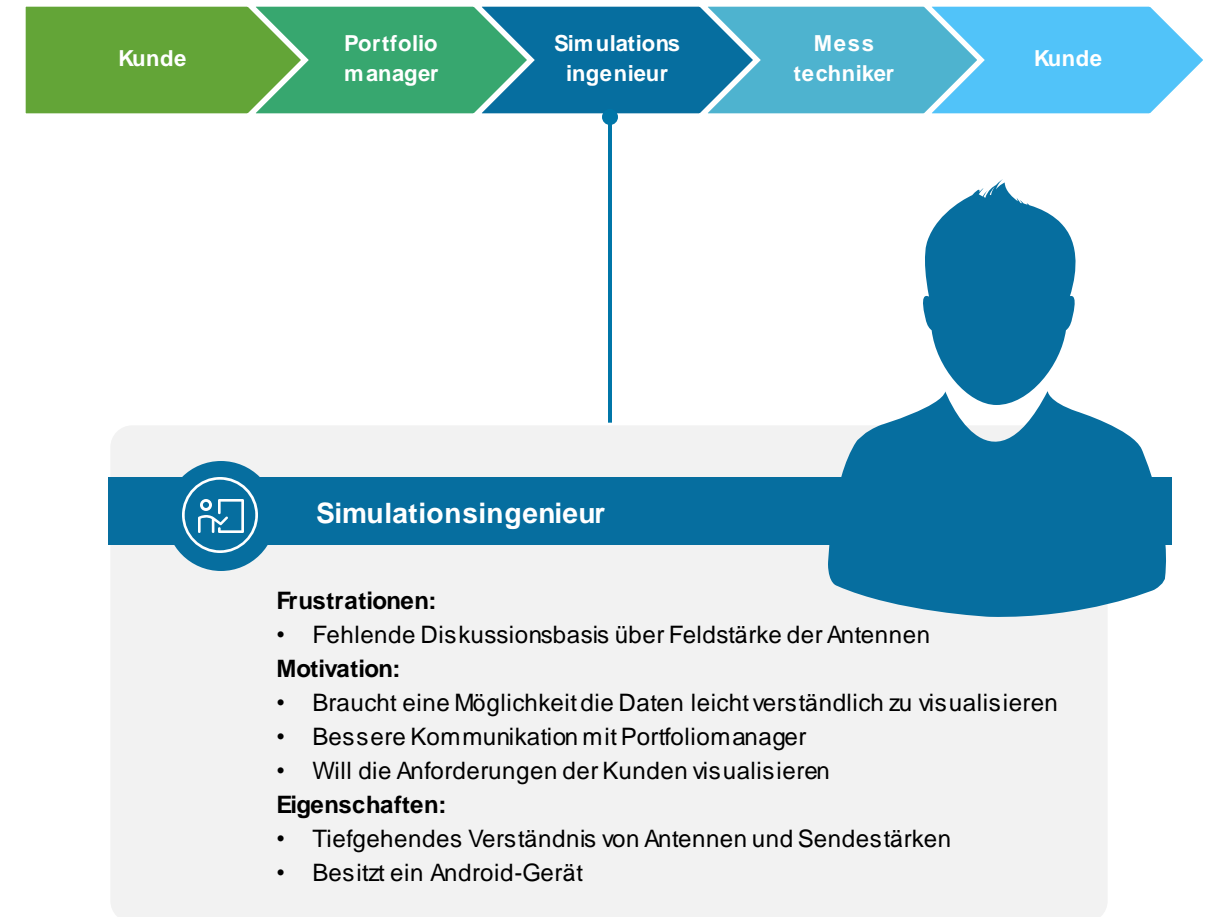 Kunde
Portfolio
manager
Simulations
ingenieur
Mess
techniker
Kunde
Simulationsingenieur
Frustrationen:
• Fehlende Diskussionsbasis über Feldstärke der Antennen
Motivation:
• Braucht eine Möglichkeit die Daten leicht verständlich zu visualisieren
• Bessere Kommunikation mit Portfoliomanager
• Will die Anforderungen der Kunden visualisieren
Eigenschaften:
• Tiefgehendes Verständnis von Antennen und Sendestärken
• Besitzt ein Android-Gerät